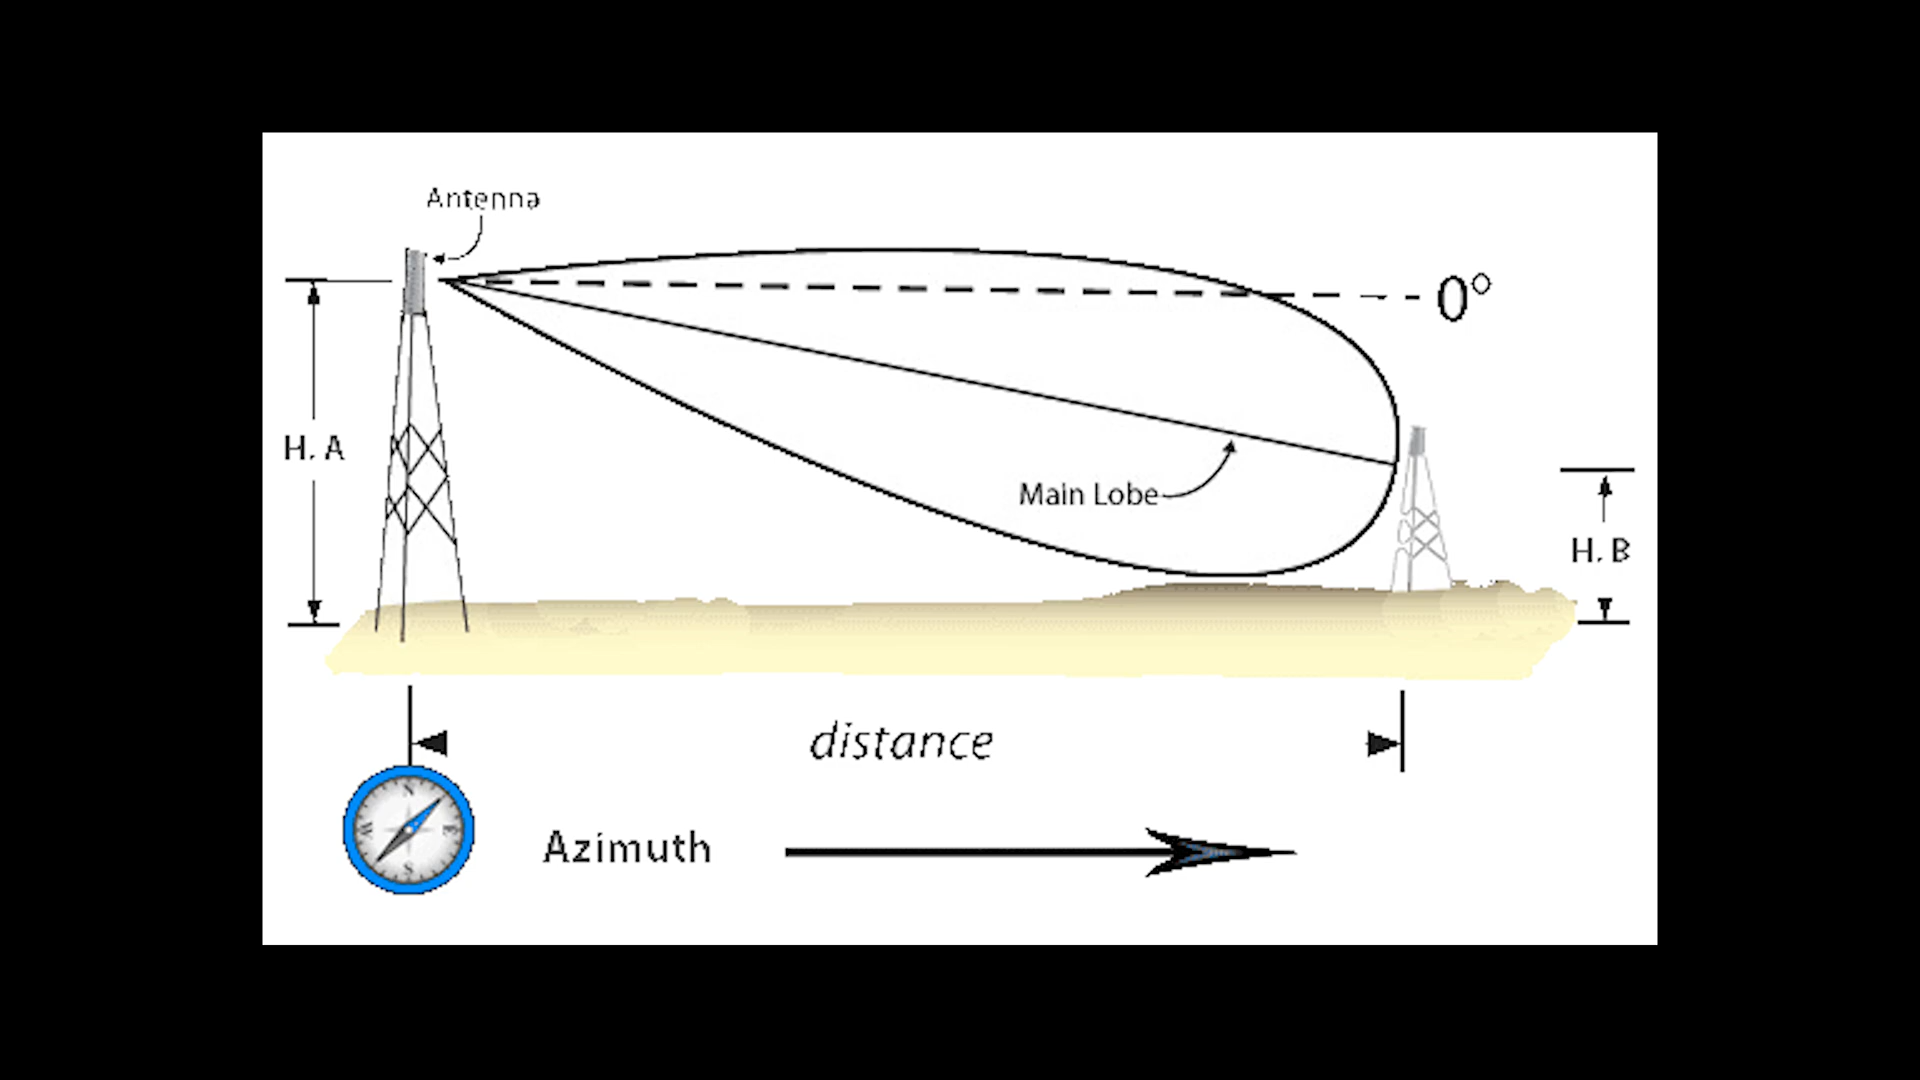 Antenna
0°
H. A
Main Lobe
H. B
distance
S
W
E
S
Azimuth